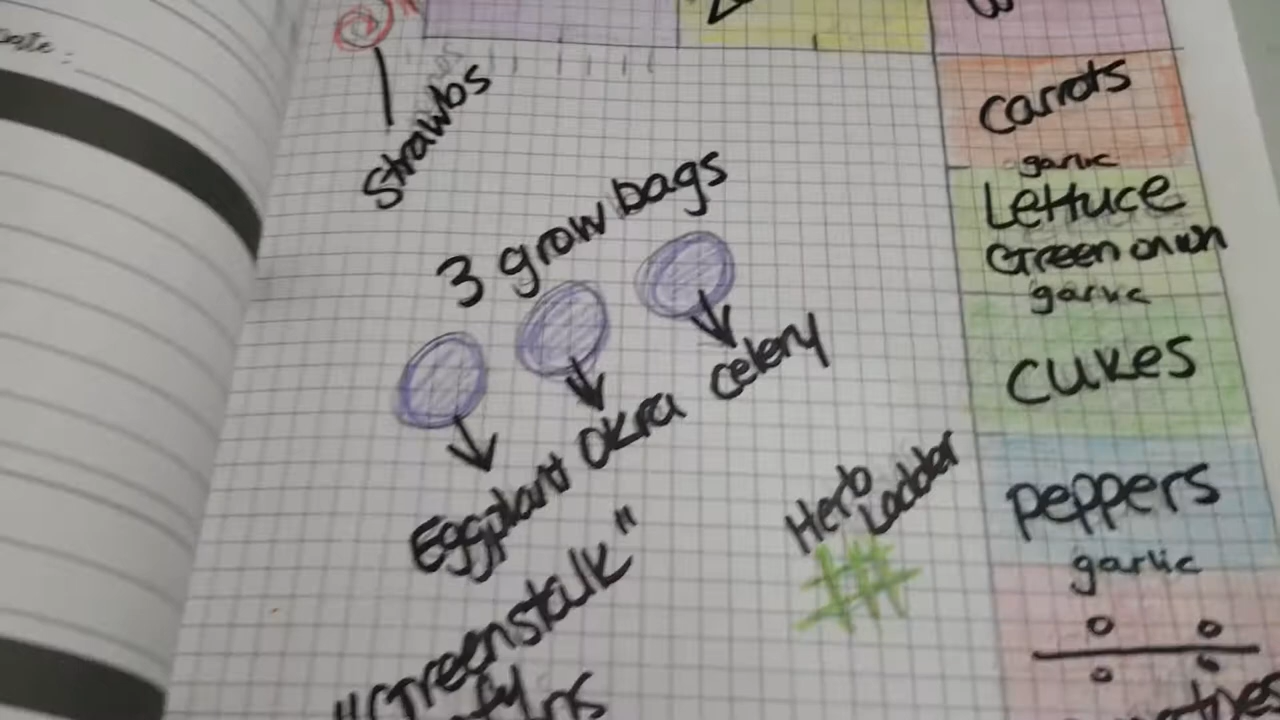 Strawbs
3 grow bags
Eggplant Okra celery
"Greenstalk"
Herb
Ladder
Carrots
garlic
Lettuce
Green onion
garlic
Cukes
Peppers
garlic